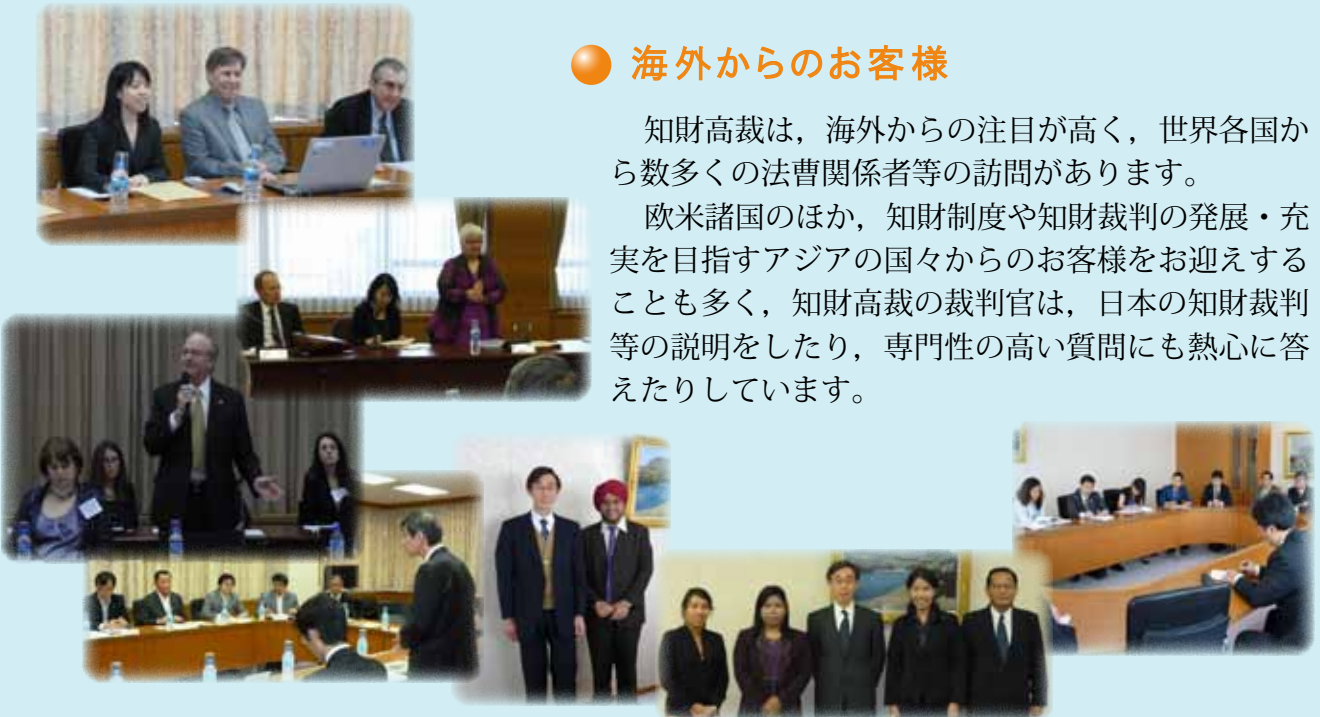 海外からのお客様
知財高裁は，海外からの注目が高く，世界各国か
ら数多くの法曹関係者等の訪問があります。
欧米諸国のほか，知財制度や知財裁判の発展・充
実を目指すアジアの国々からのお客様をお迎えする
ことも多く，知財高裁の裁判官は，日本の知財裁判
等の説明をしたり，専門性の高い質問にも熱心に答
えたりしています。